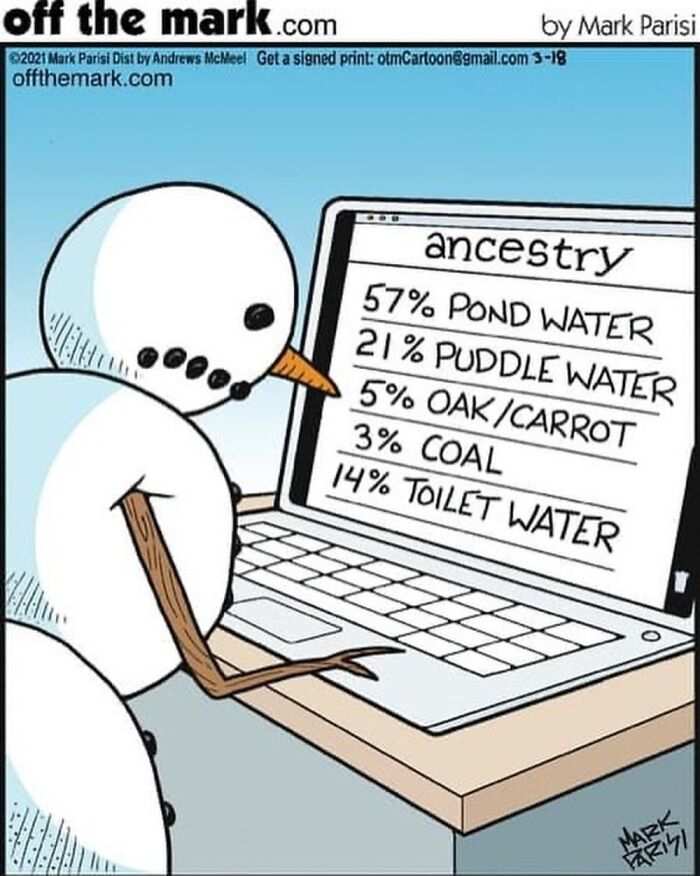 off the mark.com by Mark Parisi
©2021 Mark Parisi Dist by Andrews McMeel Get a signed print: otmCartoon@gmail.com 3-18
offthemark.com
ancestry
57% POND WATER
21% PUDDLE WATER
5% OAK/CARROT
3% COAL
14% TOILET WATER
MARK
PARISI